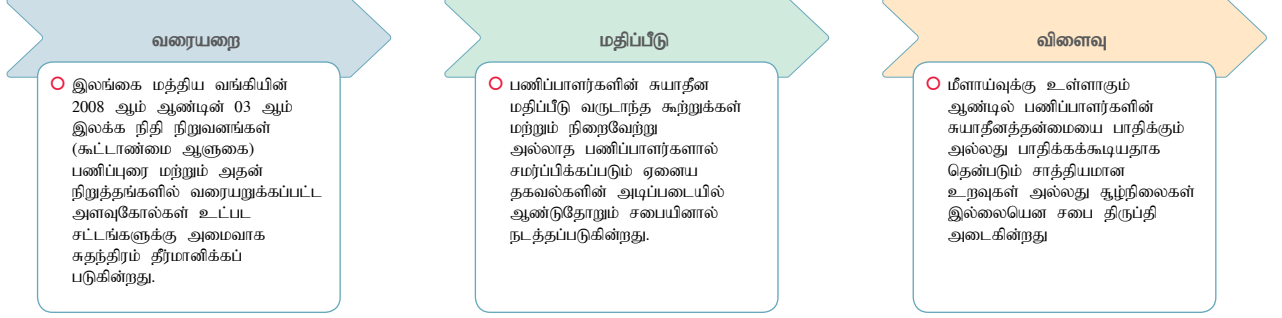 வரையறை
இலங்கை மத்திய வங்கியின்
2008 ஆம் ஆண்டின் 03 ஆம்
இலக்க நிதி நிறுவனங்கள்
(கூட்டாண்மை ஆளுகை)
பணிப்புரை மற்றும் அதன்
நிறுத்தங்களில் வரையறுக்கப்பட்ட
அளவுகோல்கள் உட்பட
சட்டங்களுக்கு அமைவாக
சுதந்திரம் தீர்மானிக்கப்
படுகின்றது.
மதிப்பீடு
பணிப்பாளர்களின் சுயாதீன
மதிப்பீடு வருடாந்த கூற்றுக்கள்
மற்றும் நிறைவேற்று
அல்லாத பணிப்பாளர்களால்
சமர்ப்பிக்கப்படும் ஏனைய
தகவல்களின் அடிப்படையில்
ஆண்டுதோறும் சபையினால்
நடத்தப்படுகின்றது.
விளைவு
மீளாய்வுக்கு உள்ளாகும்
ஆண்டில் பணிப்பாளர்களின்
சுயாதீனத்தன்மையை பாதிக்கும்
அல்லது பாதிக்கக்கூடியதாக
தென்படும் சாத்தியமான
உறவுகள் அல்லது சூழ்நிலைகள்
இல்லையென சபை திருப்தி
அடைகின்றது